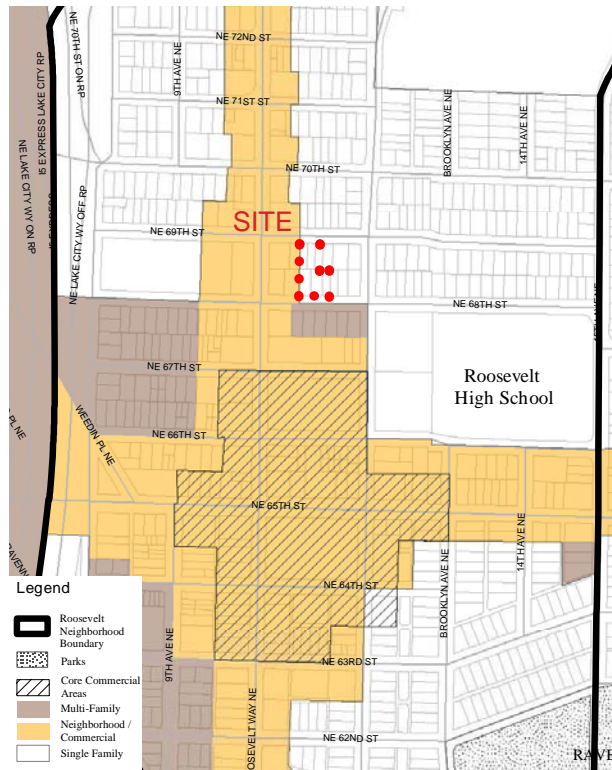 NE 72ND ST
NE 70TH ST ON RP
9TH AVE NE
I5 EXPRESS LAKE CITY RP
NE 71ST ST
BROOKLYN AVE NE
14TH AVE NE
NE LAKE CITY WY ON RP
NE 70TH ST
NE LAKE CITY WY OFF RP
SITE
NE 69TH ST
NE 68TH ST
NE 67TH ST
Roosevelt
High School
WEEDIN PL NE
NE 66TH ST
NE 65TH ST
14TH AVE NE
BROOKLYN AVE NE
NE 64TH ST
9TH AVE NE
NE 63RD ST
OSEVELT WAY NE
NE 62ND ST
RAVE
Legend
Roosevelt
Neighborhood
Boundary
Parks
Core Commercial
Areas
Multi-Family
Neighborhood /
Commercial
Single Family